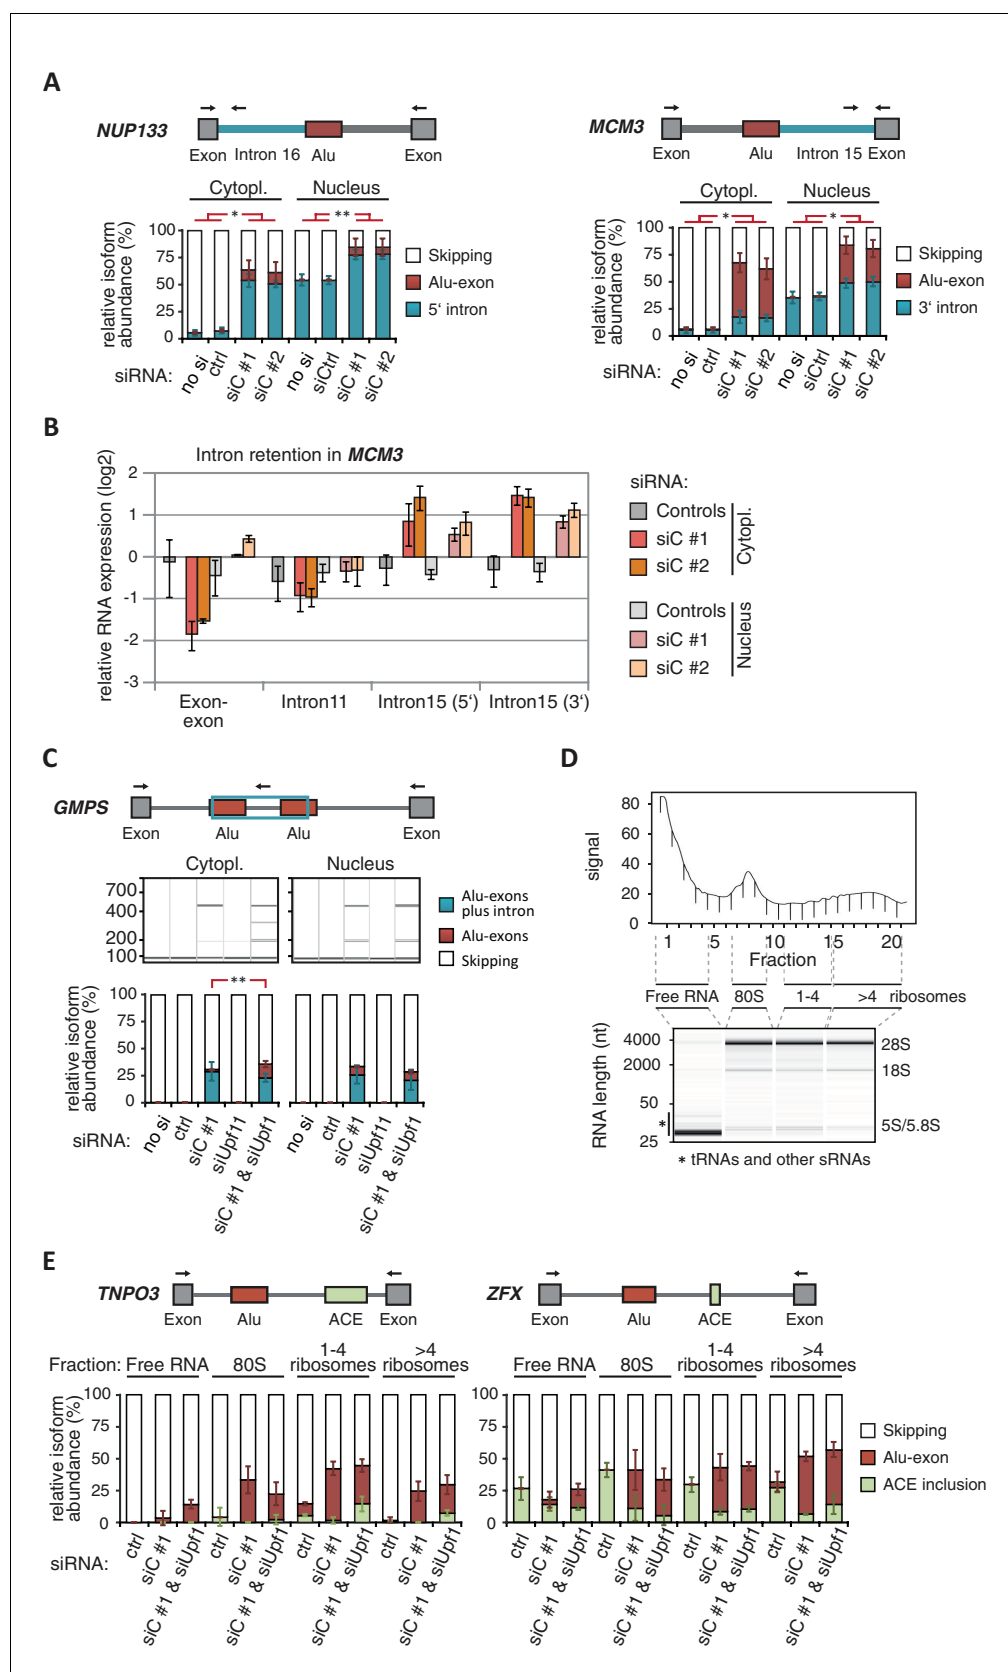 A
NUP133
Exon Intron 16 Alu Exon
Cytopl. Nucleus
* **
relative isoform
abundance (%)
100
75
50
25
0
Skipping
Alu-exon
5' intron
siRNA:
no si
ctrl
siC #1
siC #2
no si
siCtrl
siC #1
siC #2
MCM3
Exon Alu Intron 15 Exon
Cytopl. Nucleus
* *
relative isoform
abundance (%)
100
75
50
25
0
Skipping
Alu-exon
3' intron
siRNA:
no si
ctrl
siC #1
siC #2
no si
siCtrl
siC #1
siC #2
B
Intron retention in MCM3
relative RNA expression (log2)
2
1
0
-1
-2
-3
Exon-
exon
Intron11
Intron15 (5')
Intron15 (3')
siRNA:
Controls
siC #1
siC #2
Cytopl.
Controls
siC #1
siC #2
Nucleus
C
GMPS
Exon Alu Alu Exon
Cytopl. Nucleus
700
400
200
100
Alu-exons
plus intron
Alu-exons
Skipping
**
relative isoform
abundance (%)
100
75
50
25
0
siRNA:
no si
ctrl
siC #1
siUpf11
siC #1 & siUpf1
no si
ctrl
siC #1
siUpf11
siC #1 & siUpf1
D
signal
80
60
40
20
0
1 5 10 15 20
Fraction
Free RNA 80S 1-4 >4 ribosomes
RNA length (nt)
4000
2000
50
25
*
28S
18S
5S/5.8S
* tRNAs and other sRNAs
E
TNPO3
Exon Alu ACE Exon
ZFX
Exon Alu ACE Exon
Fraction: Free RNA 80S 1-4 ribosomes >4 ribosomes
Free RNA 80S 1-4 ribosomes >4 ribosomes
relative isoform
abundance (%)
100
75
50
25
0
100
75
50
25
0
Skipping
Alu-exon
ACE inclusion
siRNA:
ctrl
siC #1
siC #1 & siUpf1
ctrl
siC #1
siC #1 & siUpf1
ctrl
siC #1
siC #1 & siUpf1
ctrl
siC #1
siC #1 & siUpf1
ctrl
siC #1
siC #1 & siUpf1
ctrl
siC #1
siC #1 & siUpf1
ctrl
siC #1
siC #1 & siUpf1
ctrl
siC #1
siC #1 & siUpf1